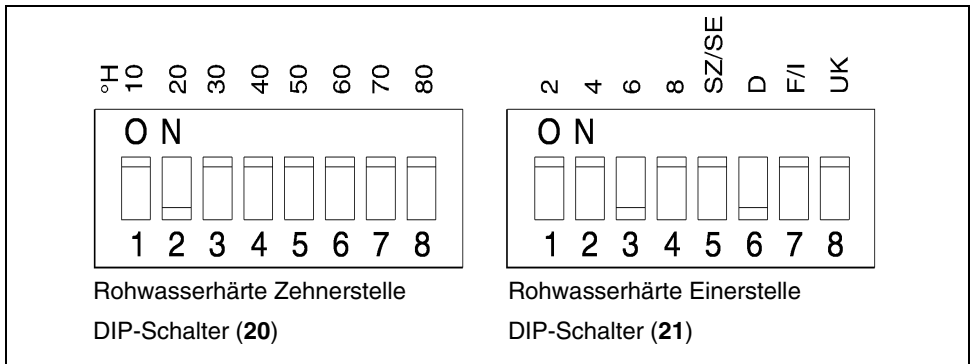 °H
10 20 30 40 50 60 70 80
2 4 6 8 SZ/SE D F/I UK
O N
O N
1 2 3 4 5 6 7 8
1 2 3 4 5 6 7 8
Rohwasserhärte Zehnerstelle
DIP-Schalter (20)
Rohwasserhärte Einerstelle
DIP-Schalter (21)